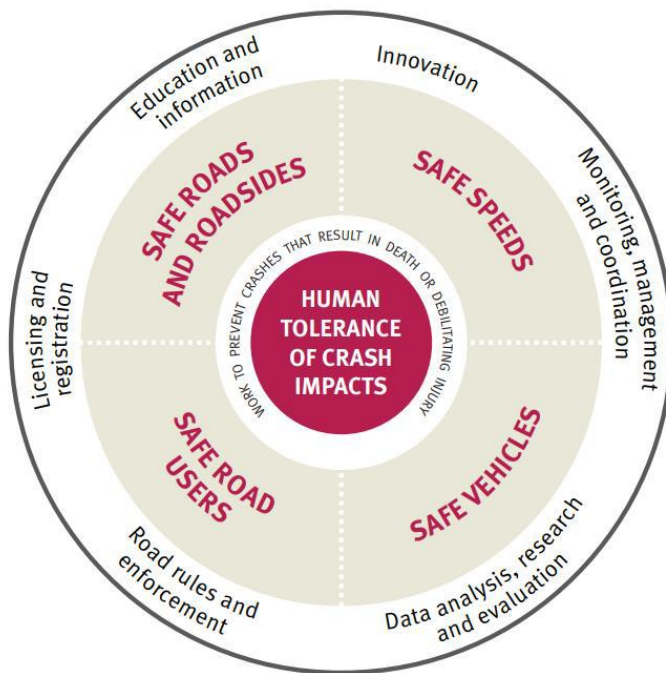 Education and
information
Innovation
Monitoring, management
and coordination
Data analysis, research
and evaluation
Road rules and
enforcement
Licensing and
registration
SAFE ROADS
AND ROADSIDES
SAFE SPEEDS
SAFE VEHICLES
SAFE ROAD
USERS
WORK TO PREVENT CRASHES THAT RESULT IN DEATH OR DEBILITATING INJURY
HUMAN
TOLERANCE
OF CRASH
IMPACTS